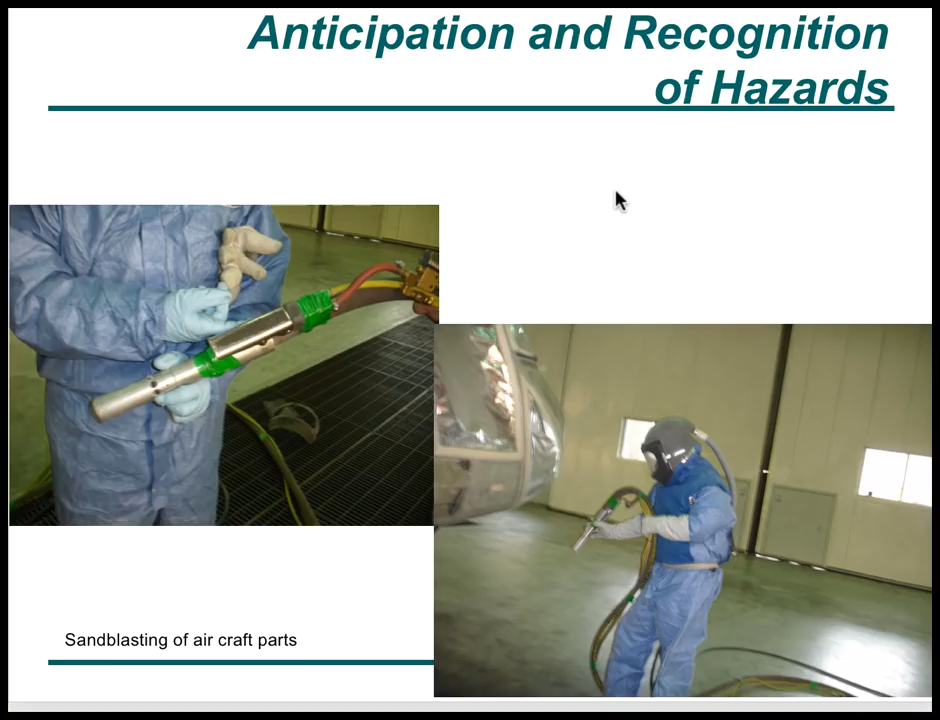 Anticipation and Recognition
of Hazards
Sandblasting of air craft parts